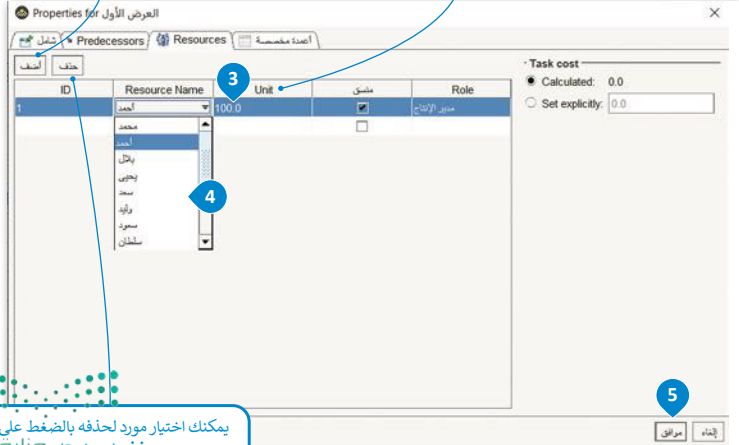 Properties for العرض الأول
شامل
Predecessors
Resources
أعمدة مخصصة
أضف
حذف
ID
Resource Name
Unit
منسق
Role
1
أحمد
100.0
مدير الإنتاج
محمد
أحمد
بلال
يحيى
سعد
وليد
سعود
سلطان
3
4
Task cost
Calculated: 0.0
Set explicitly: 0.0
5
موافق
إلغاء
يمكنك اختيار مورد لحذفه بالضغط على